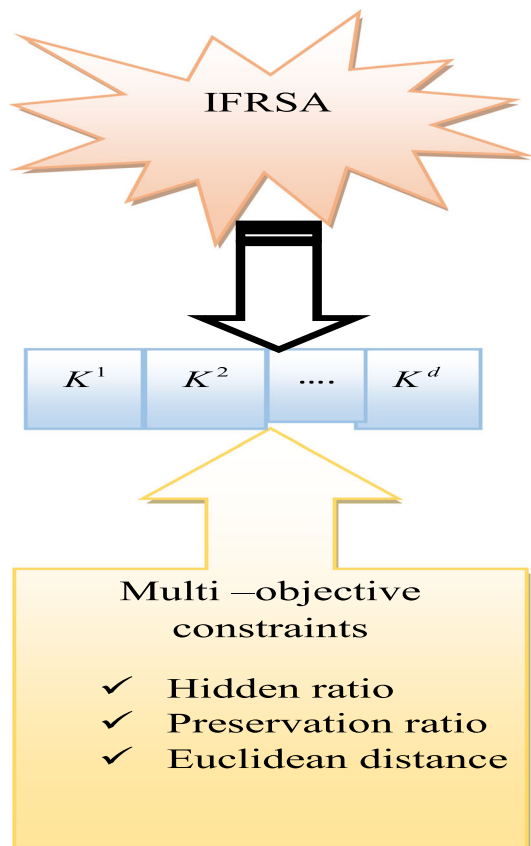 IFRSA
K¹ K² .... Kᵈ
Multi –objective
constraints
✓ Hidden ratio
✓ Preservation ratio
✓ Euclidean distance